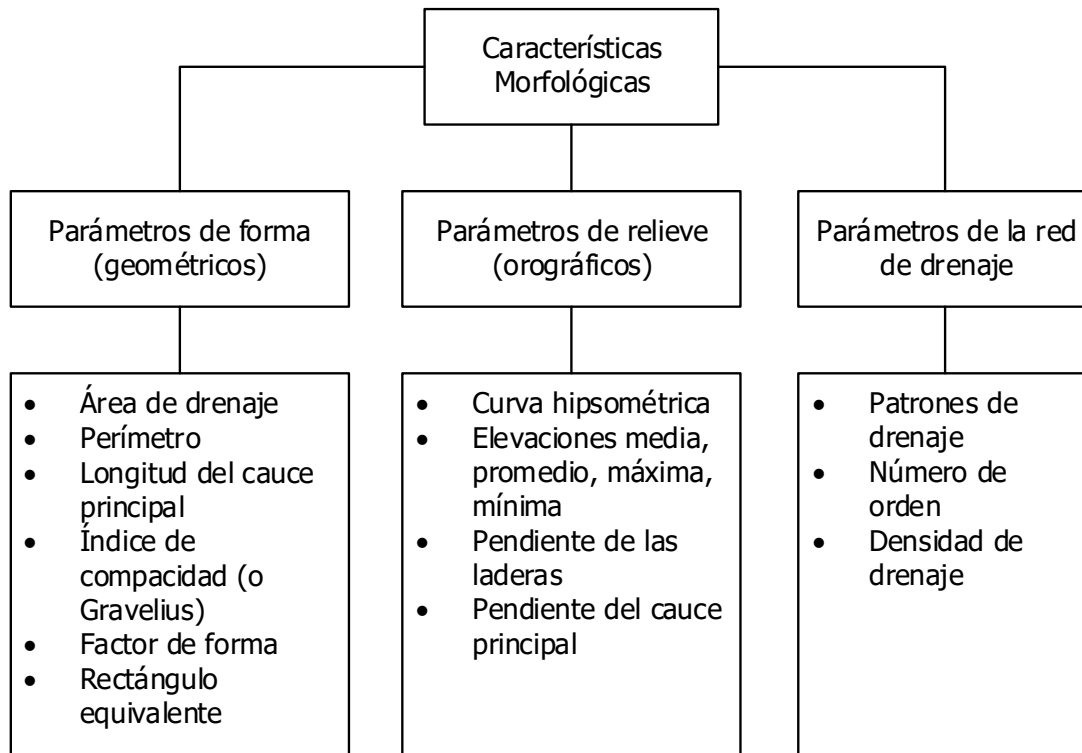 Características
Morfológicas
Parámetros de forma
(geométricos)
Parámetros de relieve
(orográficos)
Parámetros de la red
de drenaje
• Área de drenaje
• Perímetro
• Longitud del cauce
principal
• Índice de
compacidad (o
Gravelius)
• Factor de forma
• Rectángulo
equivalente
• Curva hipsométrica
• Elevaciones media,
promedio, máxima,
mínima
• Pendiente de las
laderas
• Pendiente del cauce
principal
• Patrones de
drenaje
• Número de
orden
• Densidad de
drenaje